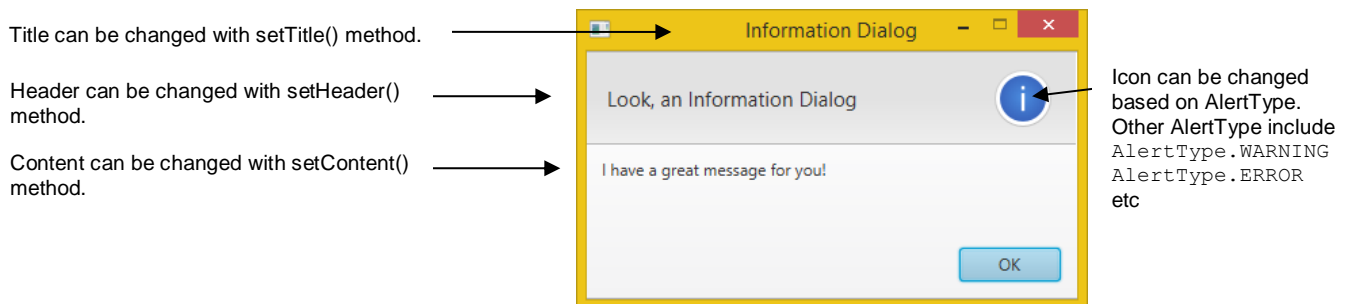 Title can be changed with setTitle() method.
Header can be changed with setHeader()
method.
Content can be changed with setContent()
method.
Information Dialog
Look, an Information Dialog
i
I have a great message for you!
OK
Icon can be changed
based on AlertType.
Other AlertType include
AlertType.WARNING
AlertType.ERROR
etc